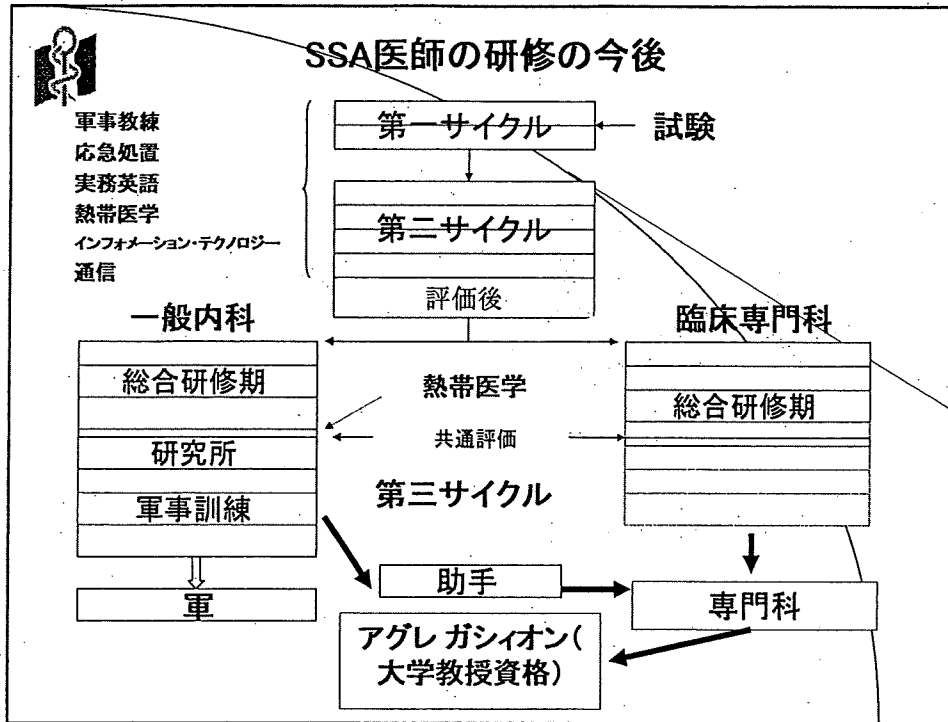 SSA医師の研修の今後
軍事教練
応急処置
実務英語
熱帯医学
インフォメーション・テクノロジー
通信
第一サイクル
試験
第二サイクル
評価後
一般内科
臨床専門科
総合研修期
熱帯医学
総合研修期
共通評価
研究所
第三サイクル
軍事訓練
助手
軍
専門科
アグレ ガシィオン(
大学教授資格)